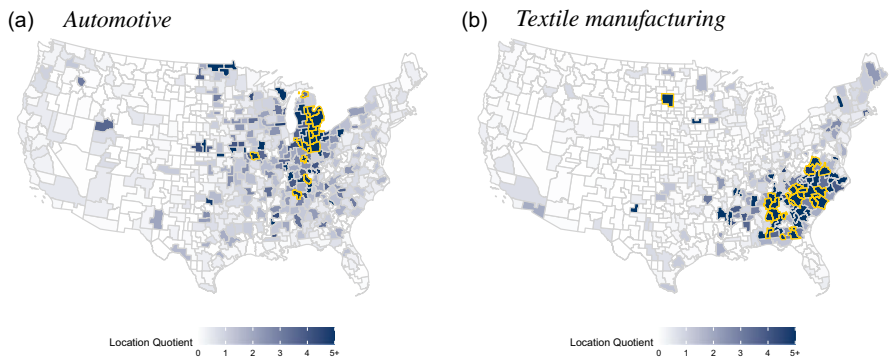 (a) Automotive
(b) Textile manufacturing
Location Quotient
0 1 2 3 4 5+
Location Quotient
0 1 2 3 4 5+